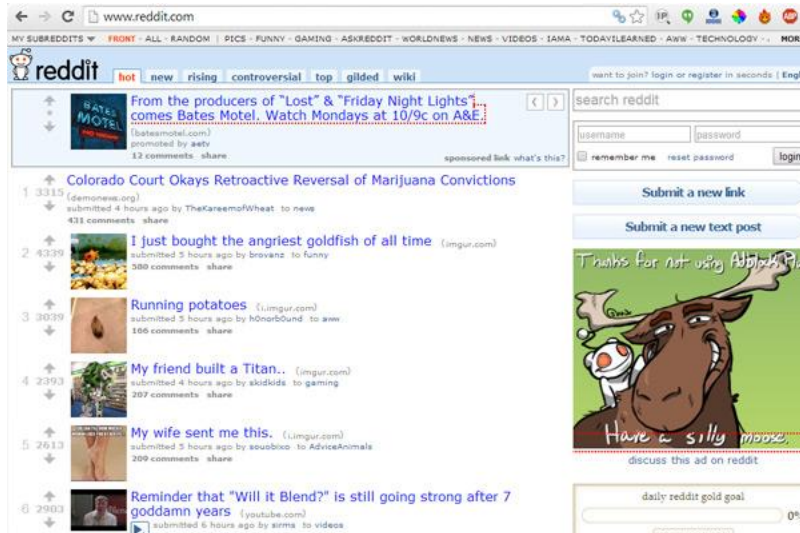 www.reddit.com
MY SUBREDDITS FRONT - ALL - RANDOM | PICS - FUNNY - GAMING - ASKREDDIT - WORLDNEWS - NEWS - VIDEOS - IAMA - TODAYILEARNED - AWW - TECHNOLOGY - MOR
reddit hot new rising controversial top gilded wiki
want to join? login or register in seconds | Engl
From the producers of "Lost" & "Friday Night Lights",
comes Bates Motel. Watch Mondays at 10/9c on A&E.
BATES
MOTEL
(batesmotel.com)
promoted by aetv
12 comments share
sponsored link what's this?
search reddit
username password
remember me reset password login
Submit a new link
Submit a new text post
1 3315 Colorado Court Okays Retroactive Reversal of Marijuana Convictions
(demonews.org)
submitted 4 hours ago by TheKareemofWheat to news
431 comments share
2 4339 I just bought the angriest goldfish of all time (imgur.com)
submitted 5 hours ago by brovanz to funny
580 comments share
3 3039 Running potatoes (i.imgur.com)
submitted 5 hours ago by h0norb0und to aww
166 comments share
4 2393 My friend built a Titan.. (imgur.com)
submitted 4 hours ago by skidkids to gaming
207 comments share
5 2613 My wife sent me this. (i.imgur.com)
submitted 5 hours ago by souobixo to AdviceAnimals
209 comments share
6 2903 Reminder that "Will it Blend?" is still going strong after 7
goddamn years (youtube.com)
submitted 6 hours ago by sirms to videos
Thanks for not using Adblock Plu
Have a silly moose.
discuss this ad on reddit
daily reddit gold goal
0%